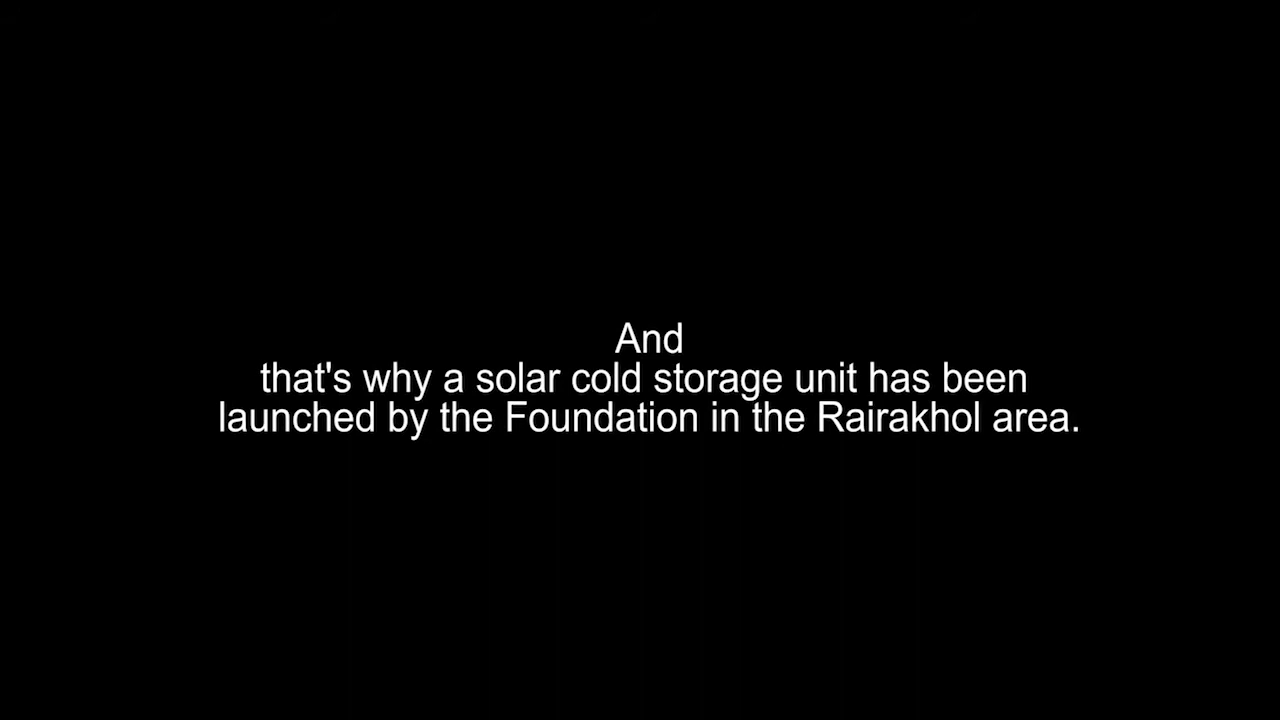 And
that's why a solar cold storage unit has been
launched by the Foundation in the Rairakhol area.